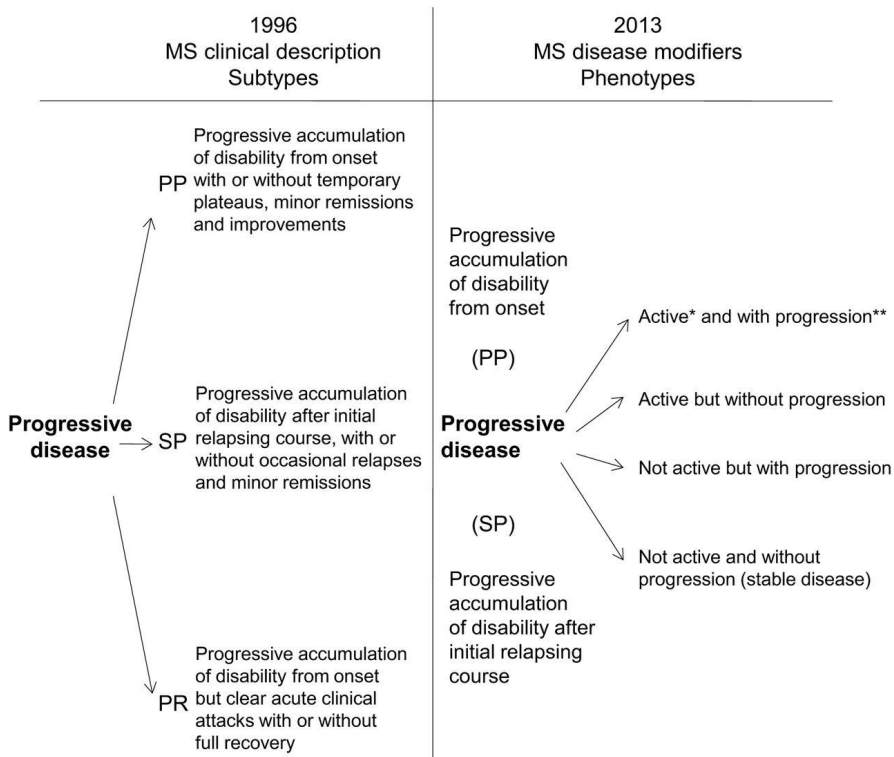 1996
MS clinical description
Subtypes
2013
MS disease modifiers
Phenotypes
Progressive
disease
PP
Progressive accumulation
of disability from onset
with or without temporary
plateaus, minor remissions
and improvements
SP
Progressive accumulation
of disability after initial
relapsing course, with or
without occasional relapses
and minor remissions
PR
Progressive accumulation
of disability from onset
but clear acute clinical
attacks with or without
full recovery
Progressive
accumulation
of disability
from onset
(PP)
Progressive
disease
(SP)
Progressive
accumulation
of disability after
initial relapsing
course
Active* and with progression**
Active but without progression
Not active but with progression
Not active and without
progression (stable disease)